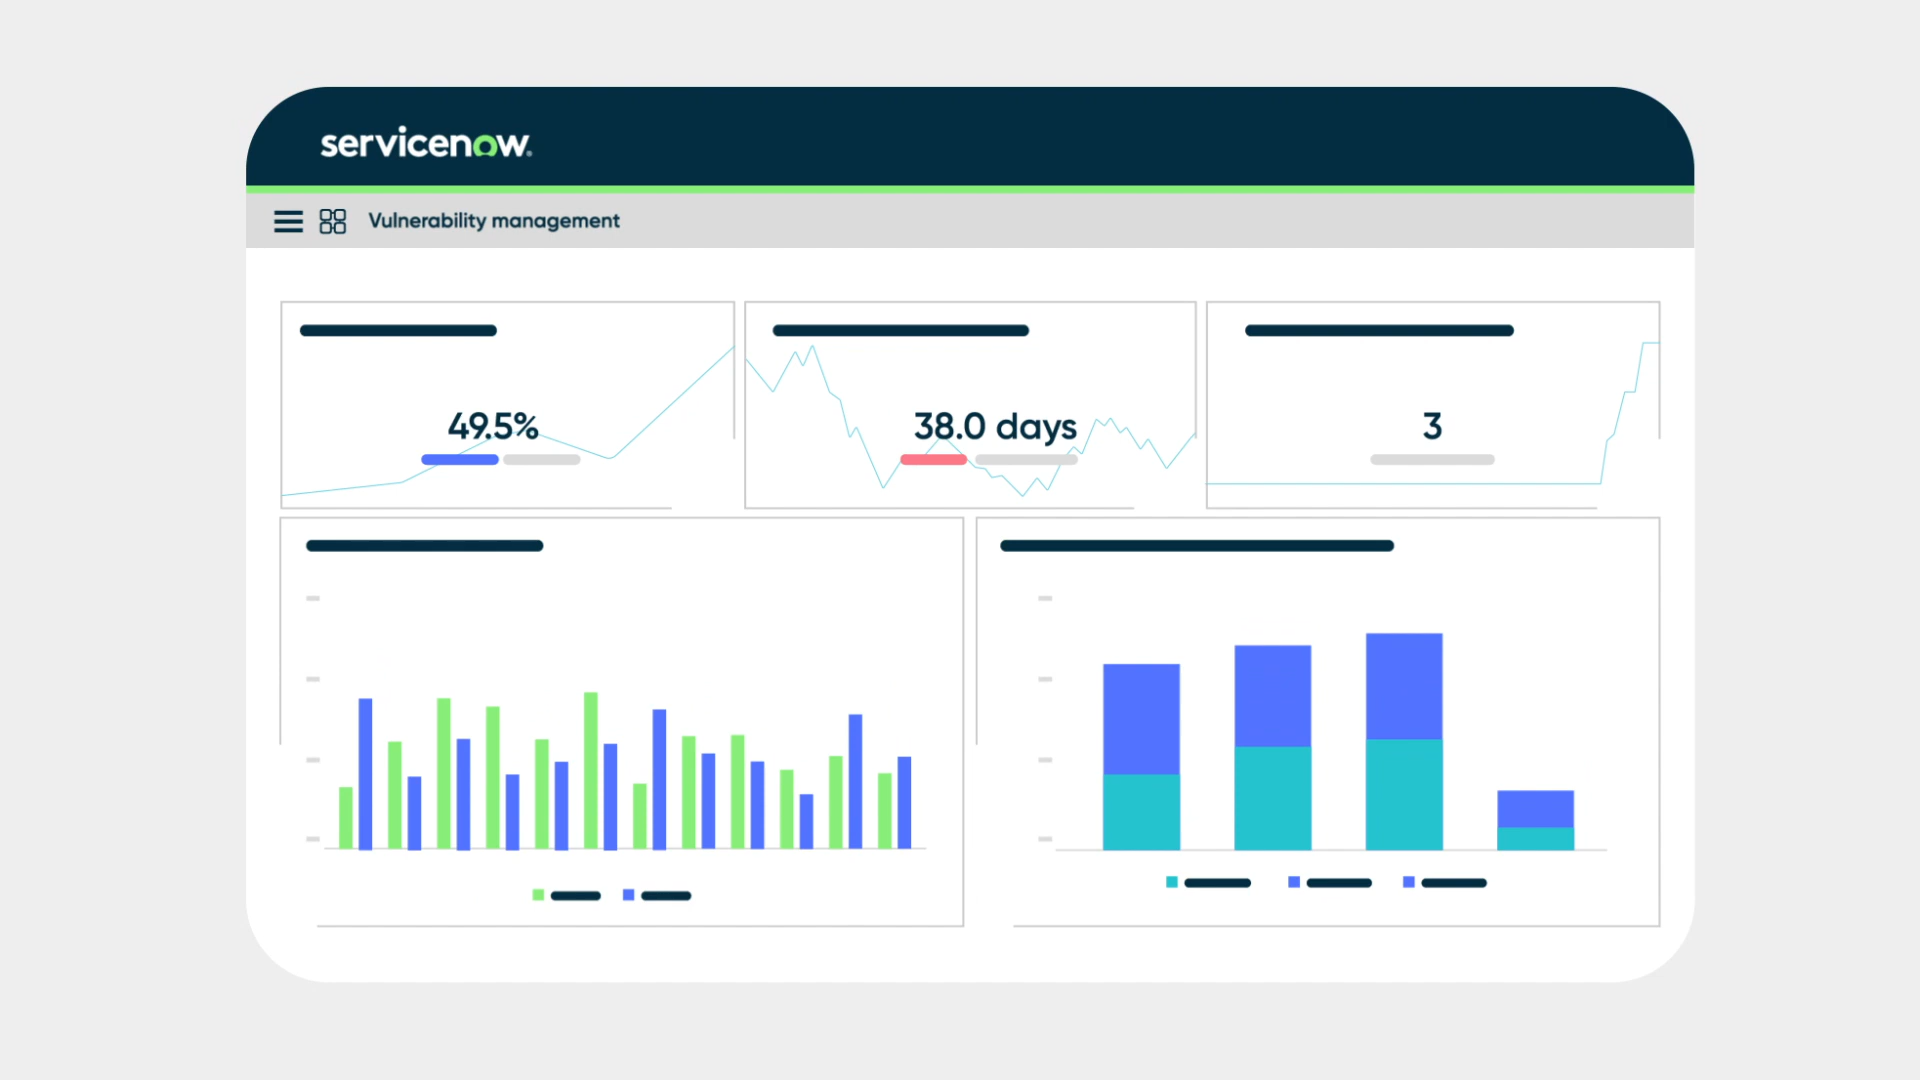 servicenow
Vulnerability management
49.5%
38.0 days
3